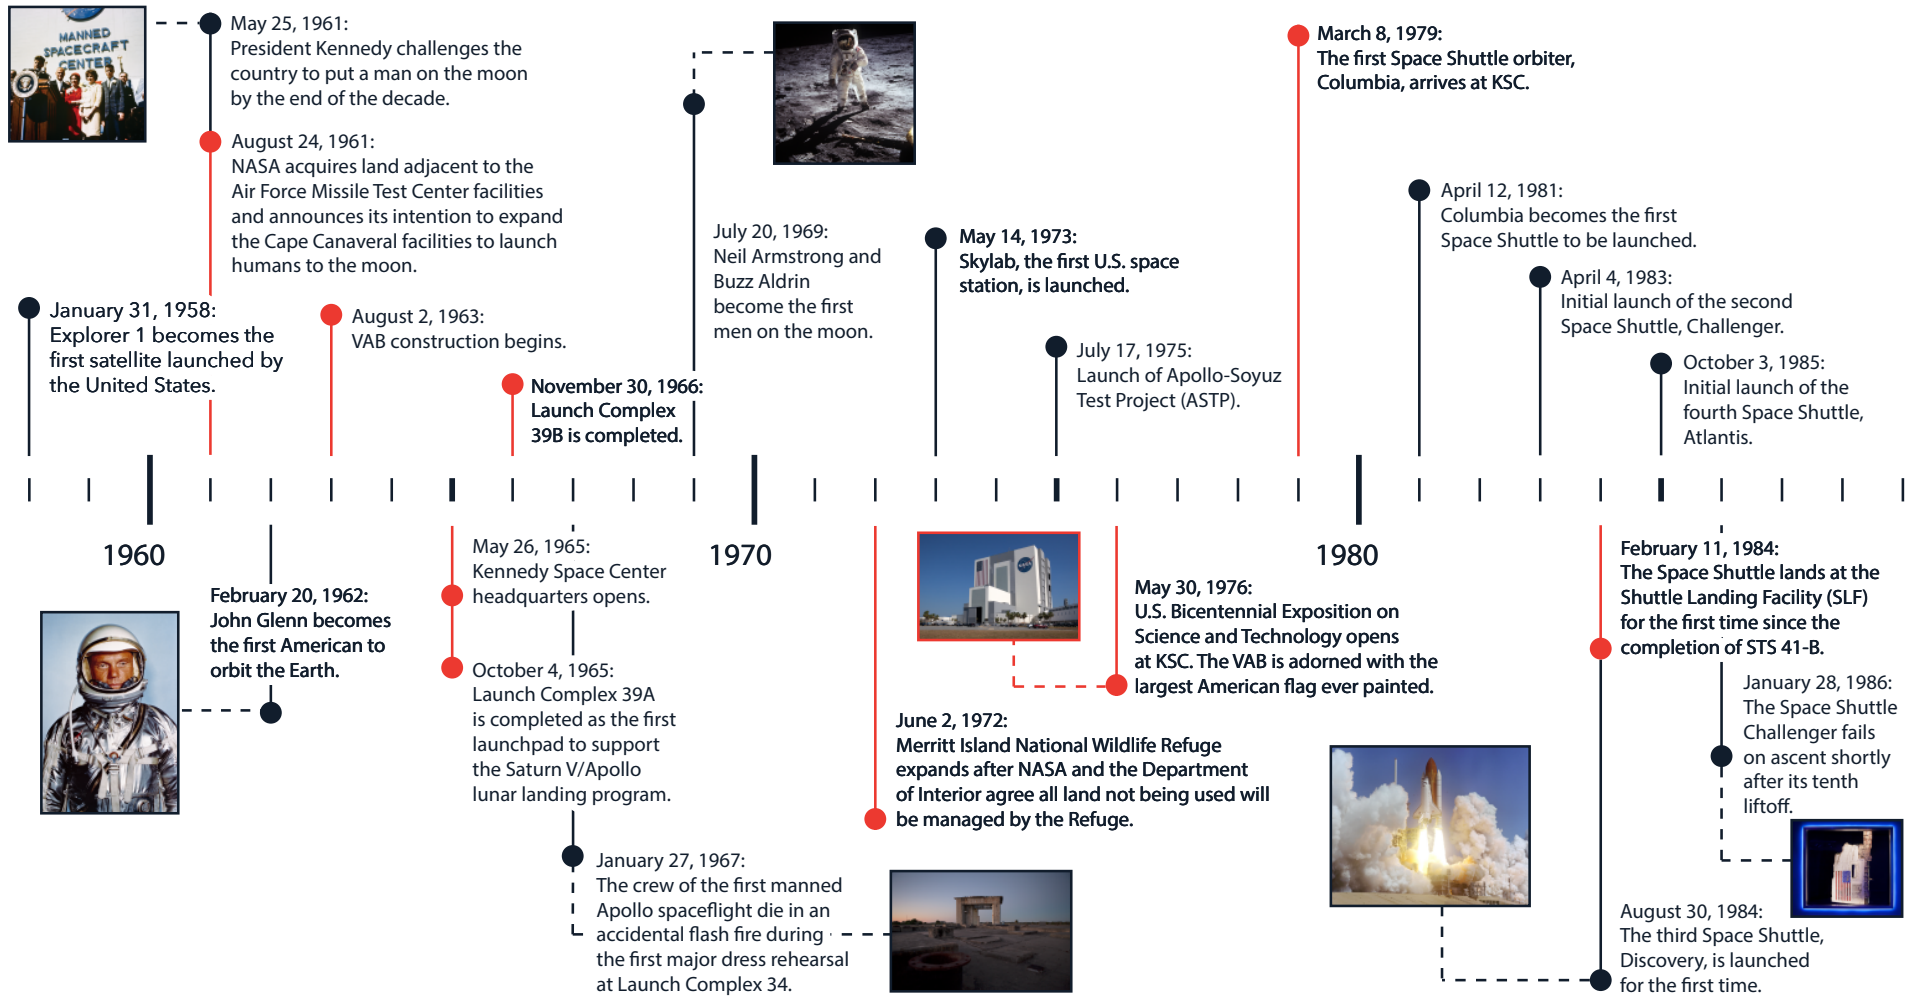 MANNED
SPACECRAFT
CENTER
May 25, 1961:
President Kennedy challenges the
country to put a man on the moon
by the end of the decade.
August 24, 1961:
NASA acquires land adjacent to the
Air Force Missile Test Center facilities
and announces its intention to expand
the Cape Canaveral facilities to launch
humans to the moon.
January 31, 1958:
Explorer 1 becomes the
first satellite launched by
the United States.
August 2, 1963:
VAB construction begins.
November 30, 1966:
Launch Complex
39B is completed.
July 20, 1969:
Neil Armstrong and
Buzz Aldrin
become the first
men on the moon.
May 14, 1973:
Skylab, the first U.S. space
station, is launched.
July 17, 1975:
Launch of Apollo-Soyuz
Test Project (ASTP).
March 8, 1979:
The first Space Shuttle orbiter,
Columbia, arrives at KSC.
April 12, 1981:
Columbia becomes the first
Space Shuttle to be launched.
April 4, 1983:
Initial launch of the second
Space Shuttle, Challenger.
October 3, 1985:
Initial launch of the
fourth Space Shuttle,
Atlantis.
1960
1970
1980
February 20, 1962:
John Glenn becomes
the first American to
orbit the Earth.
May 26, 1965:
Kennedy Space Center
headquarters opens.
October 4, 1965:
Launch Complex 39A
is completed as the first
launchpad to support
the Saturn V/Apollo
lunar landing program.
January 27, 1967:
The crew of the first manned
Apollo spaceflight die in an
accidental flash fire during
the first major dress rehearsal
at Launch Complex 34.
June 2, 1972:
Merritt Island National Wildlife Refuge
expands after NASA and the Department
of Interior agree all land not being used will
be managed by the Refuge.
NASA
May 30, 1976:
U.S. Bicentennial Exposition on
Science and Technology opens
at KSC. The VAB is adorned with the
largest American flag ever painted.
February 11, 1984:
The Space Shuttle lands at the
Shuttle Landing Facility (SLF)
for the first time since the
completion of STS 41-B.
January 28, 1986:
The Space Shuttle
Challenger fails
on ascent shortly
after its tenth
liftoff.
August 30, 1984:
The third Space Shuttle,
Discovery, is launched
for the first time.